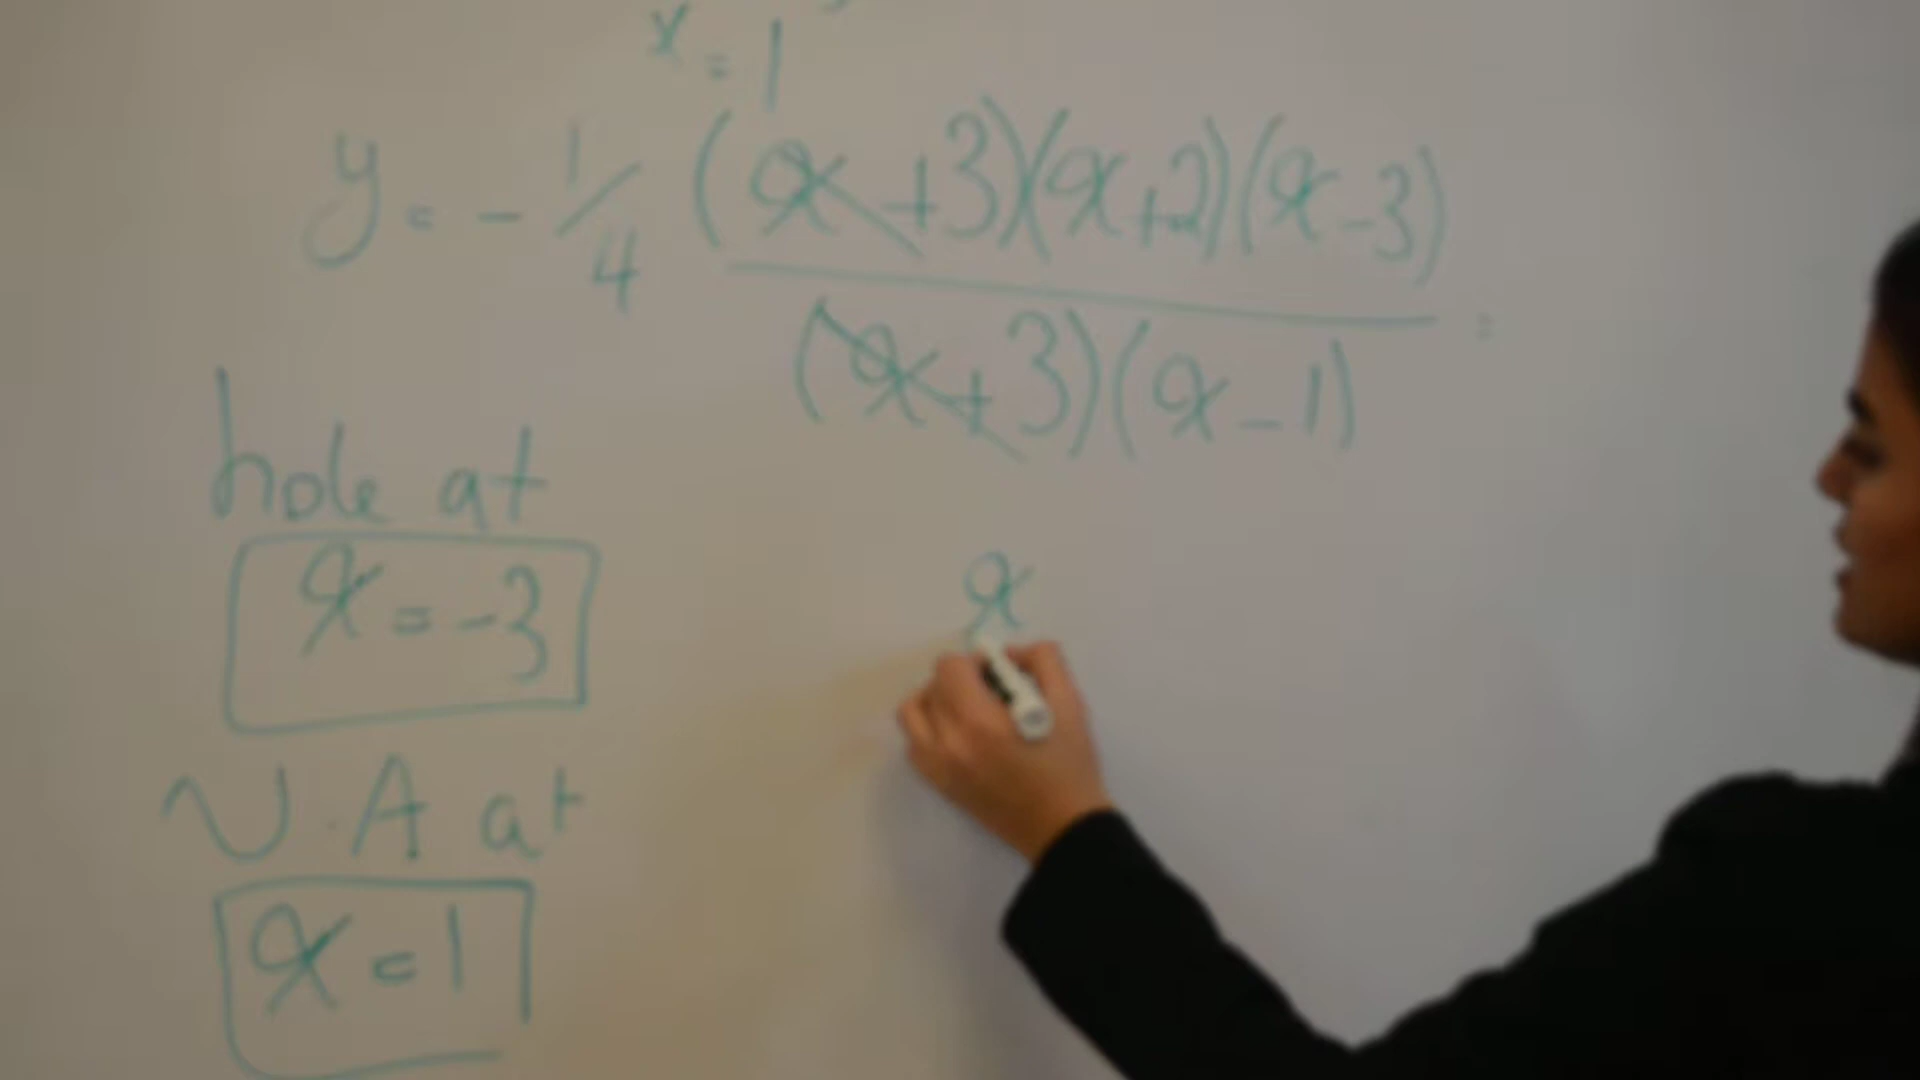 x = 1
y = - 1/4 (x+3)(x+2)(x-3)
(x+3)(x-1) =
hole at
x = -3
V.A at
x = 1
x